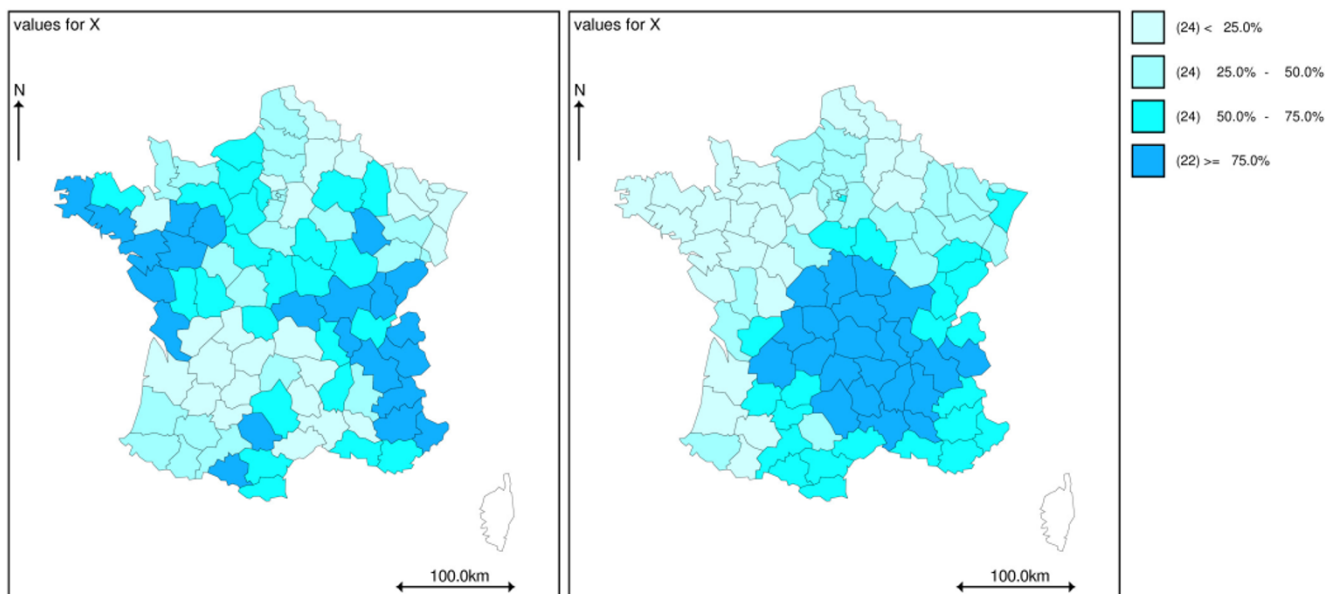 values for X
N
100.0km
values for X
N
100.0km
(24) < 25.0%
(24) 25.0% - 50.0%
(24) 50.0% - 75.0%
(22) >= 75.0%